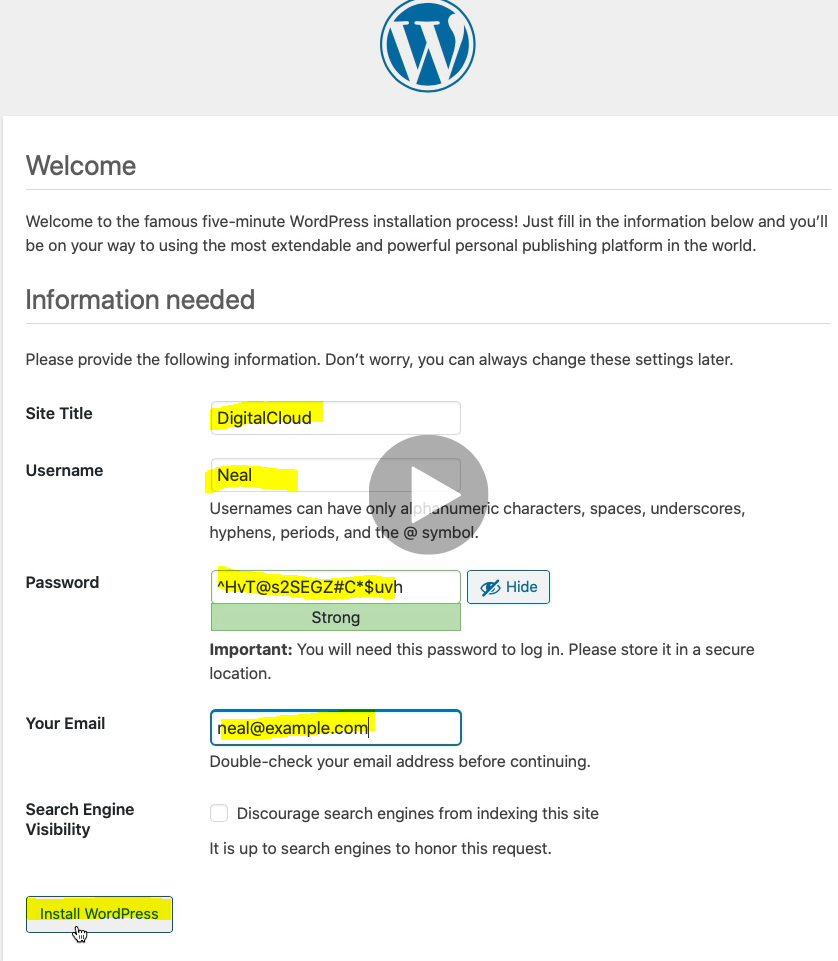 Welcome
Welcome to the famous five-minute WordPress installation process! Just fill in the information below and you’ll
be on your way to using the most extendable and powerful personal publishing platform in the world.
Information needed
Please provide the following information. Don’t worry, you can always change these settings later.
Site Title
DigitalCloud
Username
Neal
Usernames can have only alphanumeric characters, spaces, underscores,
hyphens, periods, and the @ symbol.
Password
^HvT@s2SEGZ#C*$uvh
Hide
Strong
Important: You will need this password to log in. Please store it in a secure
location.
Your Email
neal@example.com
Double-check your email address before continuing.
Search Engine
Visibility
Discourage search engines from indexing this site
It is up to search engines to honor this request.
Install WordPress